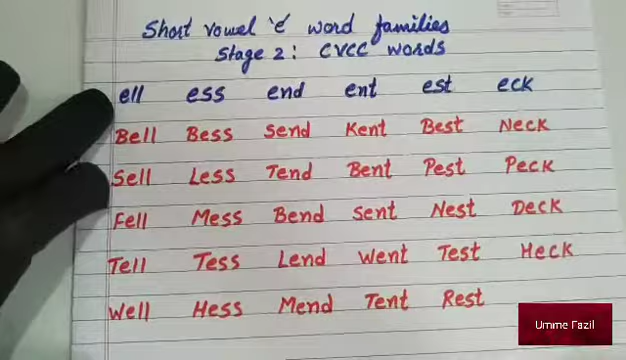 Short vowel 'e' word families
Stage 2: CVCC words
ell ess end ent est eck
Bell Bess Send Kent Best Neck
Sell Less Tend Bent Pest Peck
Fell Mess Bend Sent Nest Deck
Tell Tess Lend Went Test Heck
Well Hess Mend Tent Rest
Umme Fazil